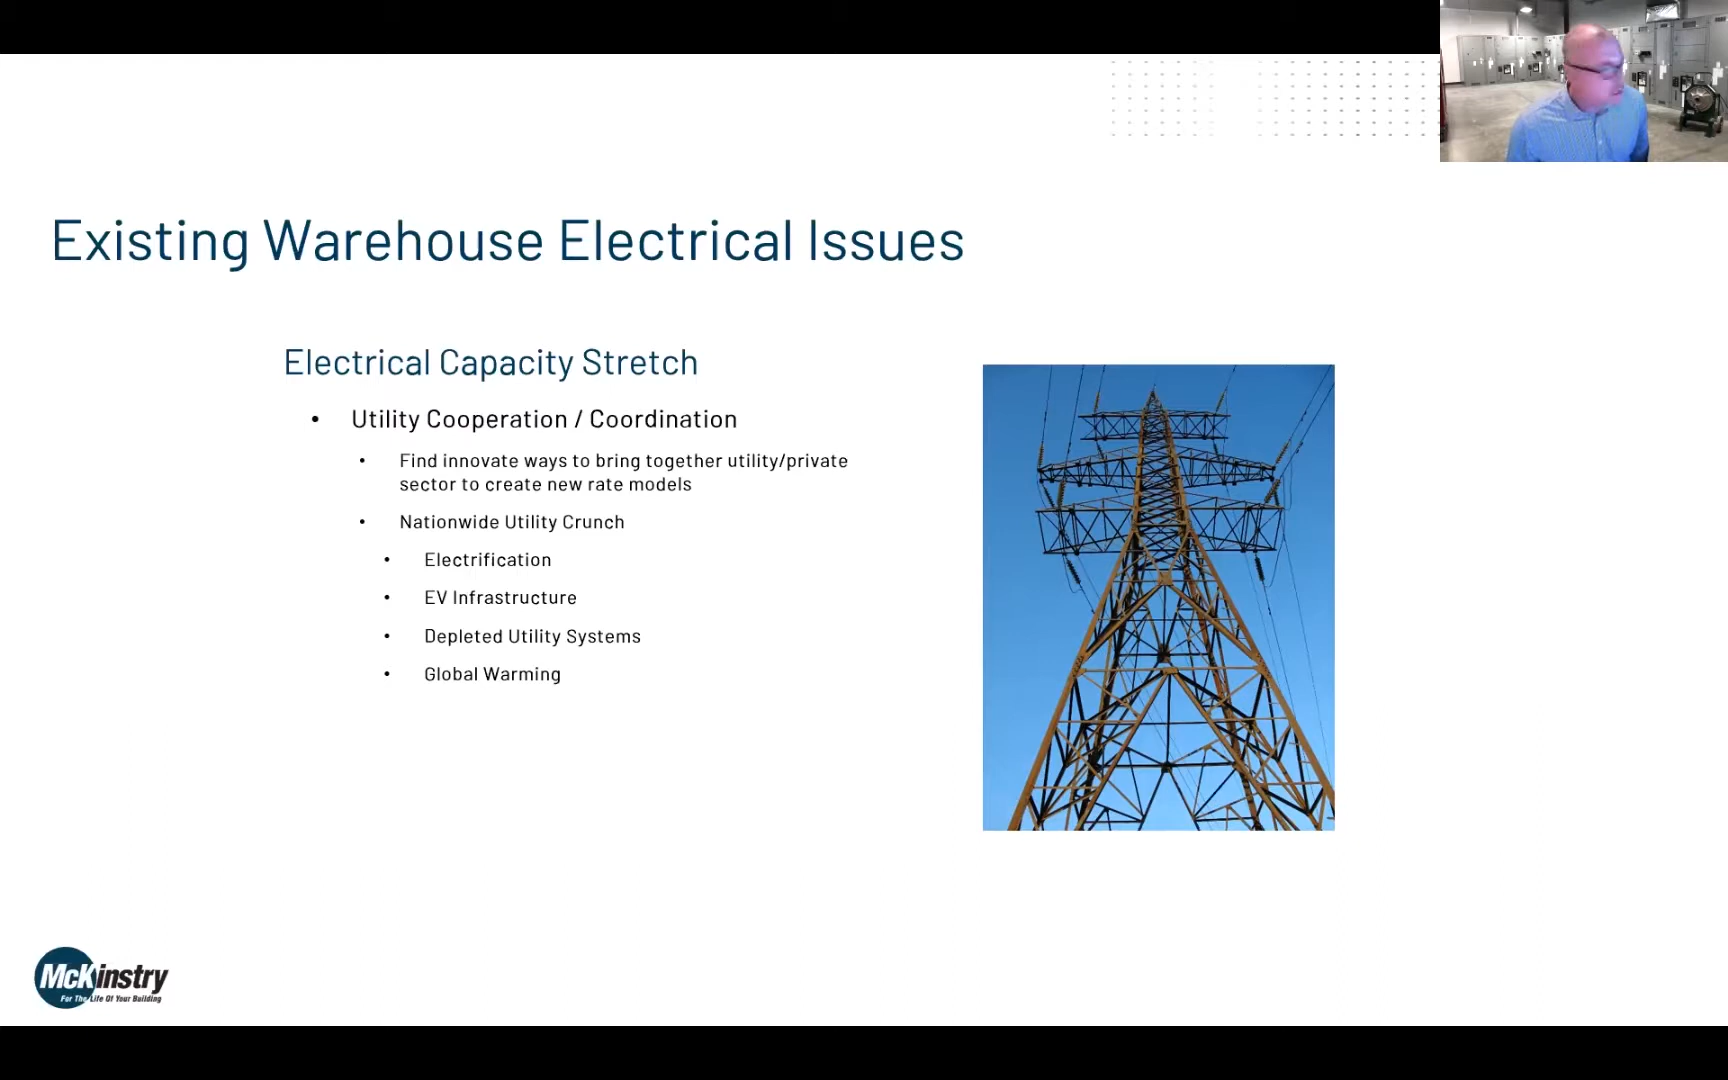 Existing Warehouse Electrical Issues
Electrical Capacity Stretch
• Utility Cooperation / Coordination
• Find innovate ways to bring together utility/private
sector to create new rate models
• Nationwide Utility Crunch
• Electrification
• EV Infrastructure
• Depleted Utility Systems
• Global Warming
McKinstry
For The Life Of Your Building